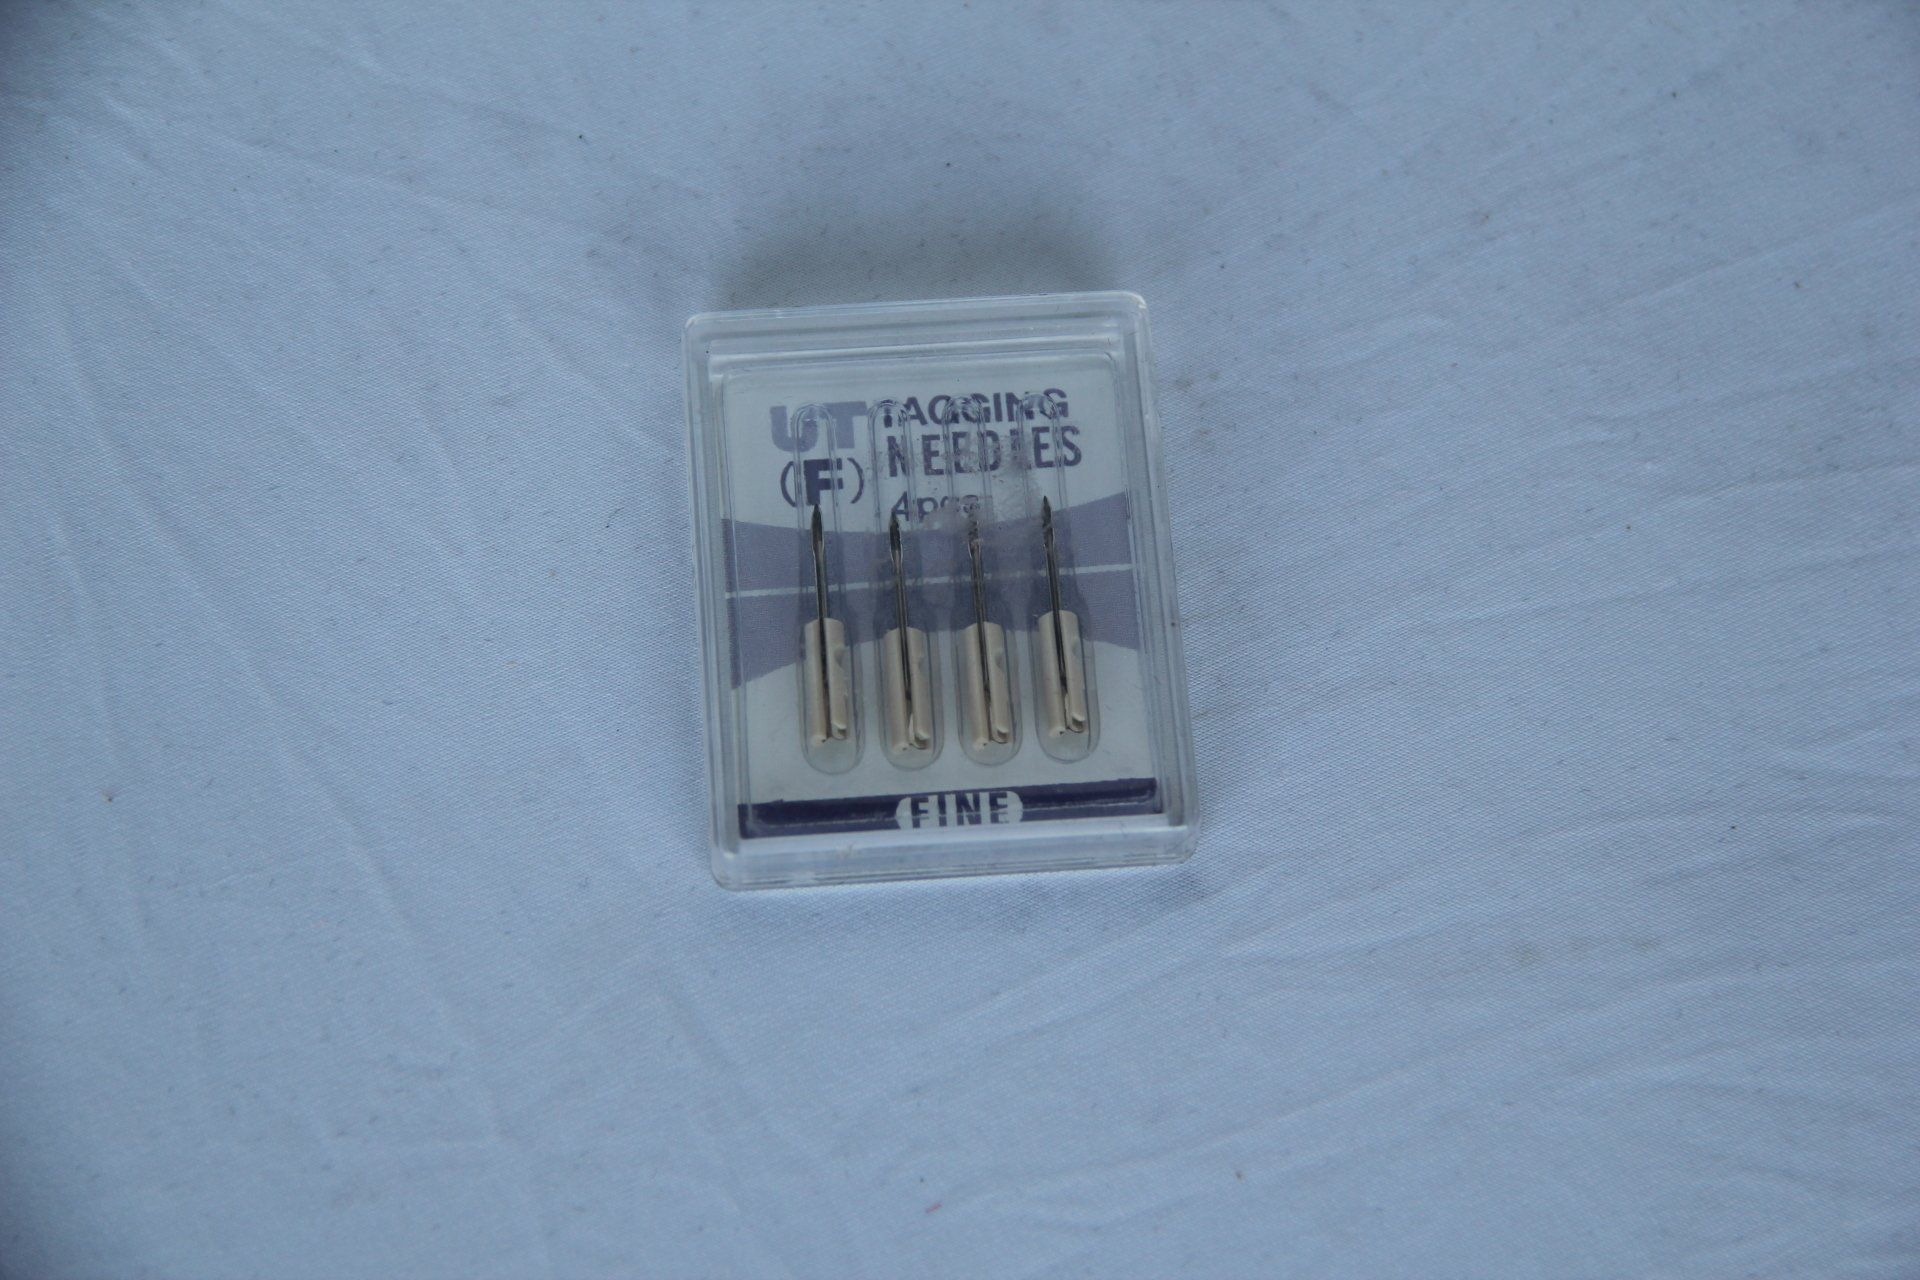 UT TAGGING
(F) NEEDLES
4pcs
FINE